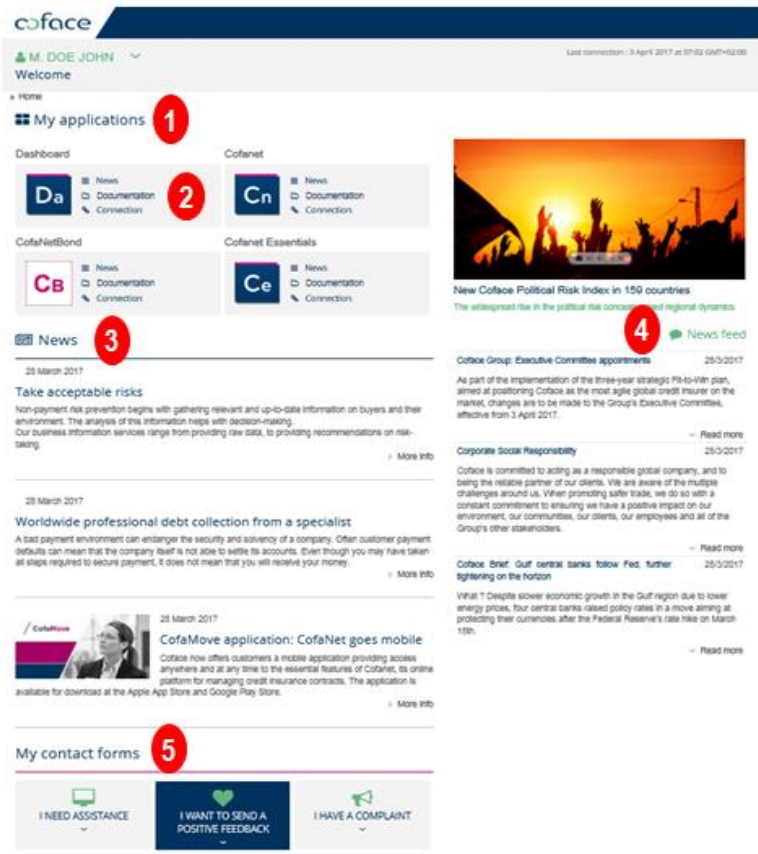 coface
M. DOE JOHN
Last connection : 3 April 2017 at 07:02 GMT+02:00
Welcome
Home
My applications
1
Dashboard
Da
News
Documentation
Connection
2
Cofanet
Cn
News
Documentation
Connection
CofaNetBond
CB
News
Documentation
Connection
Cofanet Essentials
Ce
News
Documentation
Connection
News
3
28 March 2017
Take acceptable risks
Non-payment risk prevention begins with gathering relevant and up-to-date information on buyers and their
environment. The analysis of this information helps with decision-making.
Our business information services range from providing raw data, to providing recommendations on risk-
taking.
More info
28 March 2017
Worldwide professional debt collection from a specialist
A bad payment environment can endanger the security and solvency of a company. Often customer payment
defaults can mean that the company itself is not able to settle its accounts. Even though you may have taken
all steps required to secure payment, it does not mean that you will receive your money.
More info
CofaMove
28 March 2017
CofaMove application: CofaNet goes mobile
Coface now offers customers a mobile application providing access
anywhere and at any time to the essential features of Cofanet, its online
platform for managing credit insurance contracts. The application is
available for download at the Apple App Store and Google Play Store.
More info
My contact forms
5
I NEED ASSISTANCE
I WANT TO SEND A
POSITIVE FEEDBACK
I HAVE A COMPLAINT
New Coface Political Risk Index in 159 countries
The widespread rise in the political risk regional dynamics
4
News feed
Coface Group: Executive Committee appointments 28/3/2017
As part of the implementation of the three-year strategic Fit-to-Win plan,
aimed at positioning Coface as the most agile global credit insurer on the
market, changes are to be made to the Group's Executive Committee,
effective from 3 April 2017.
Read more
Corporate Social Responsibility 28/3/2017
Coface is committed to acting as a responsible global company, and to
being the reliable partner of our clients. We are aware of the multiple
challenges around us. When promoting safer trade, we do so with a
constant commitment to ensuring we have a positive impact on our
environment, our communities, our clients, our employees and all of the
Group's other stakeholders.
Read more
Coface Brief: Gulf central banks follow Fed, further 28/3/2017
tightening on the horizon
What ? Despite slower economic growth in the Gulf region due to lower
energy prices, four central banks raised policy rates in a move aiming at
protecting their currencies after the Federal Reserve's rate hike on March
15th.
Read more